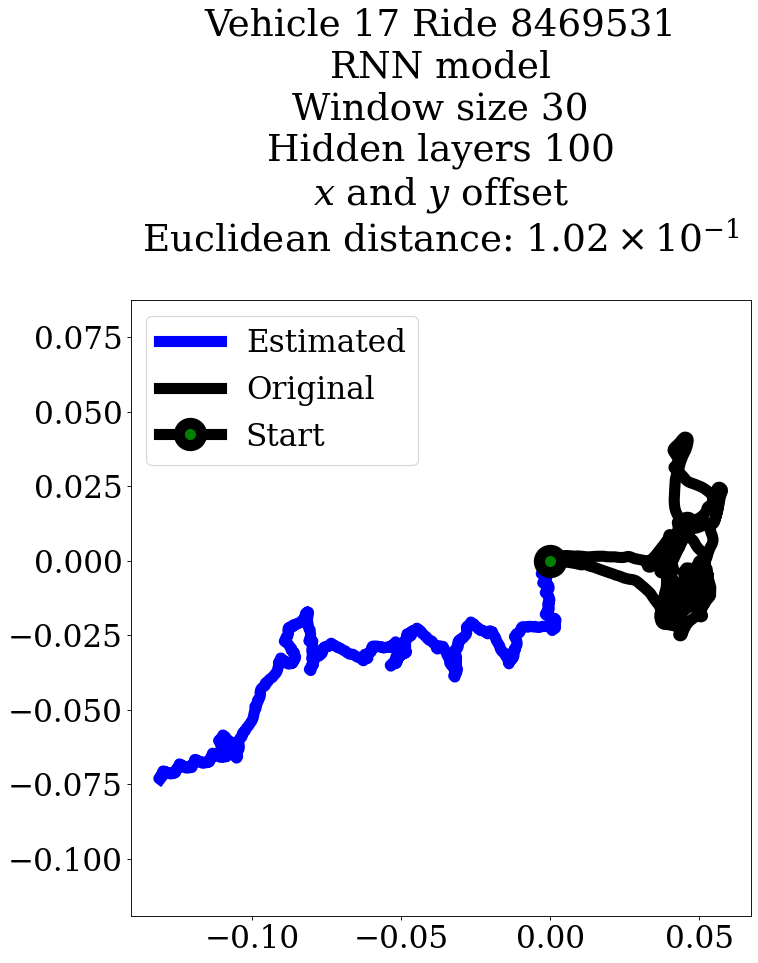 Vehicle 17 Ride 8469531
RNN model
Window size 30
Hidden layers 100
x and y offset
Euclidean distance: 1.02 × 10⁻¹
Estimated
Original
Start
0.075
0.050
0.025
0.000
−0.025
−0.050
−0.075
−0.100
−0.10 −0.05 0.00 0.05